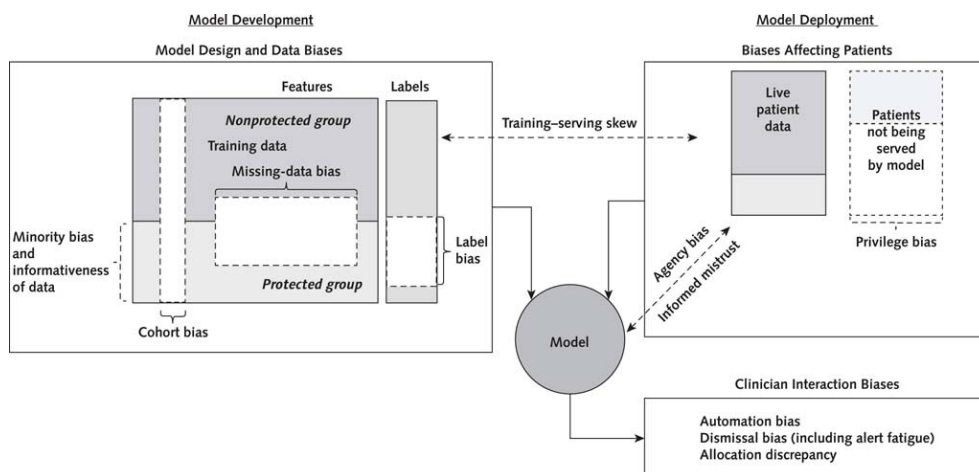 Model Development
Model Design and Data Biases
Features
Labels
Nonprotected group
Training data
Missing-data bias
Minority bias
and
informativeness
of data
Protected group
Label
bias
Cohort bias
Training–serving skew
Model Deployment
Biases Affecting Patients
Live
patient
data
Patients
not being
served
by model
Privilege bias
Agency bias
Informed mistrust
Model
Clinician Interaction Biases
Automation bias
Dismissal bias (including alert fatigue)
Allocation discrepancy